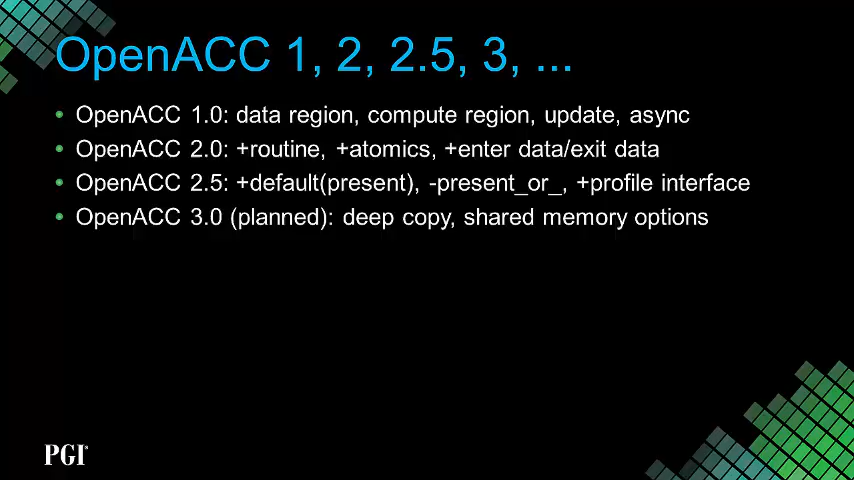 OpenACC 1, 2, 2.5, 3, ...
• OpenACC 1.0: data region, compute region, update, async
• OpenACC 2.0: +routine, +atomics, +enter data/exit data
• OpenACC 2.5: +default(present), -present_or_, +profile interface
• OpenACC 3.0 (planned): deep copy, shared memory options
PGI®